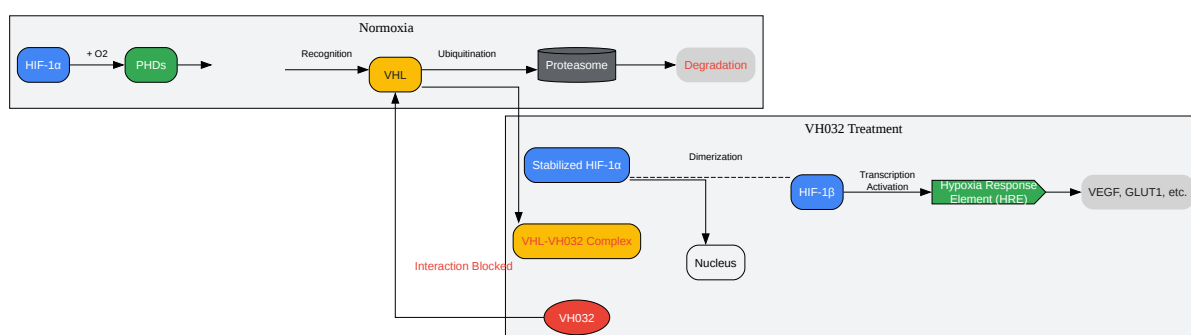 Normoxia
HIF-1α
+ O2
PHDs
Recognition
VHL
Ubiquitination
Proteasome
Degradation
VH032 Treatment
Stabilized HIF-1α
Dimerization
HIF-1β
Transcription
Activation
Hypoxia Response
Element (HRE)
VEGF, GLUT1, etc.
VHL-VH032 Complex
Nucleus
Interaction Blocked
VH032